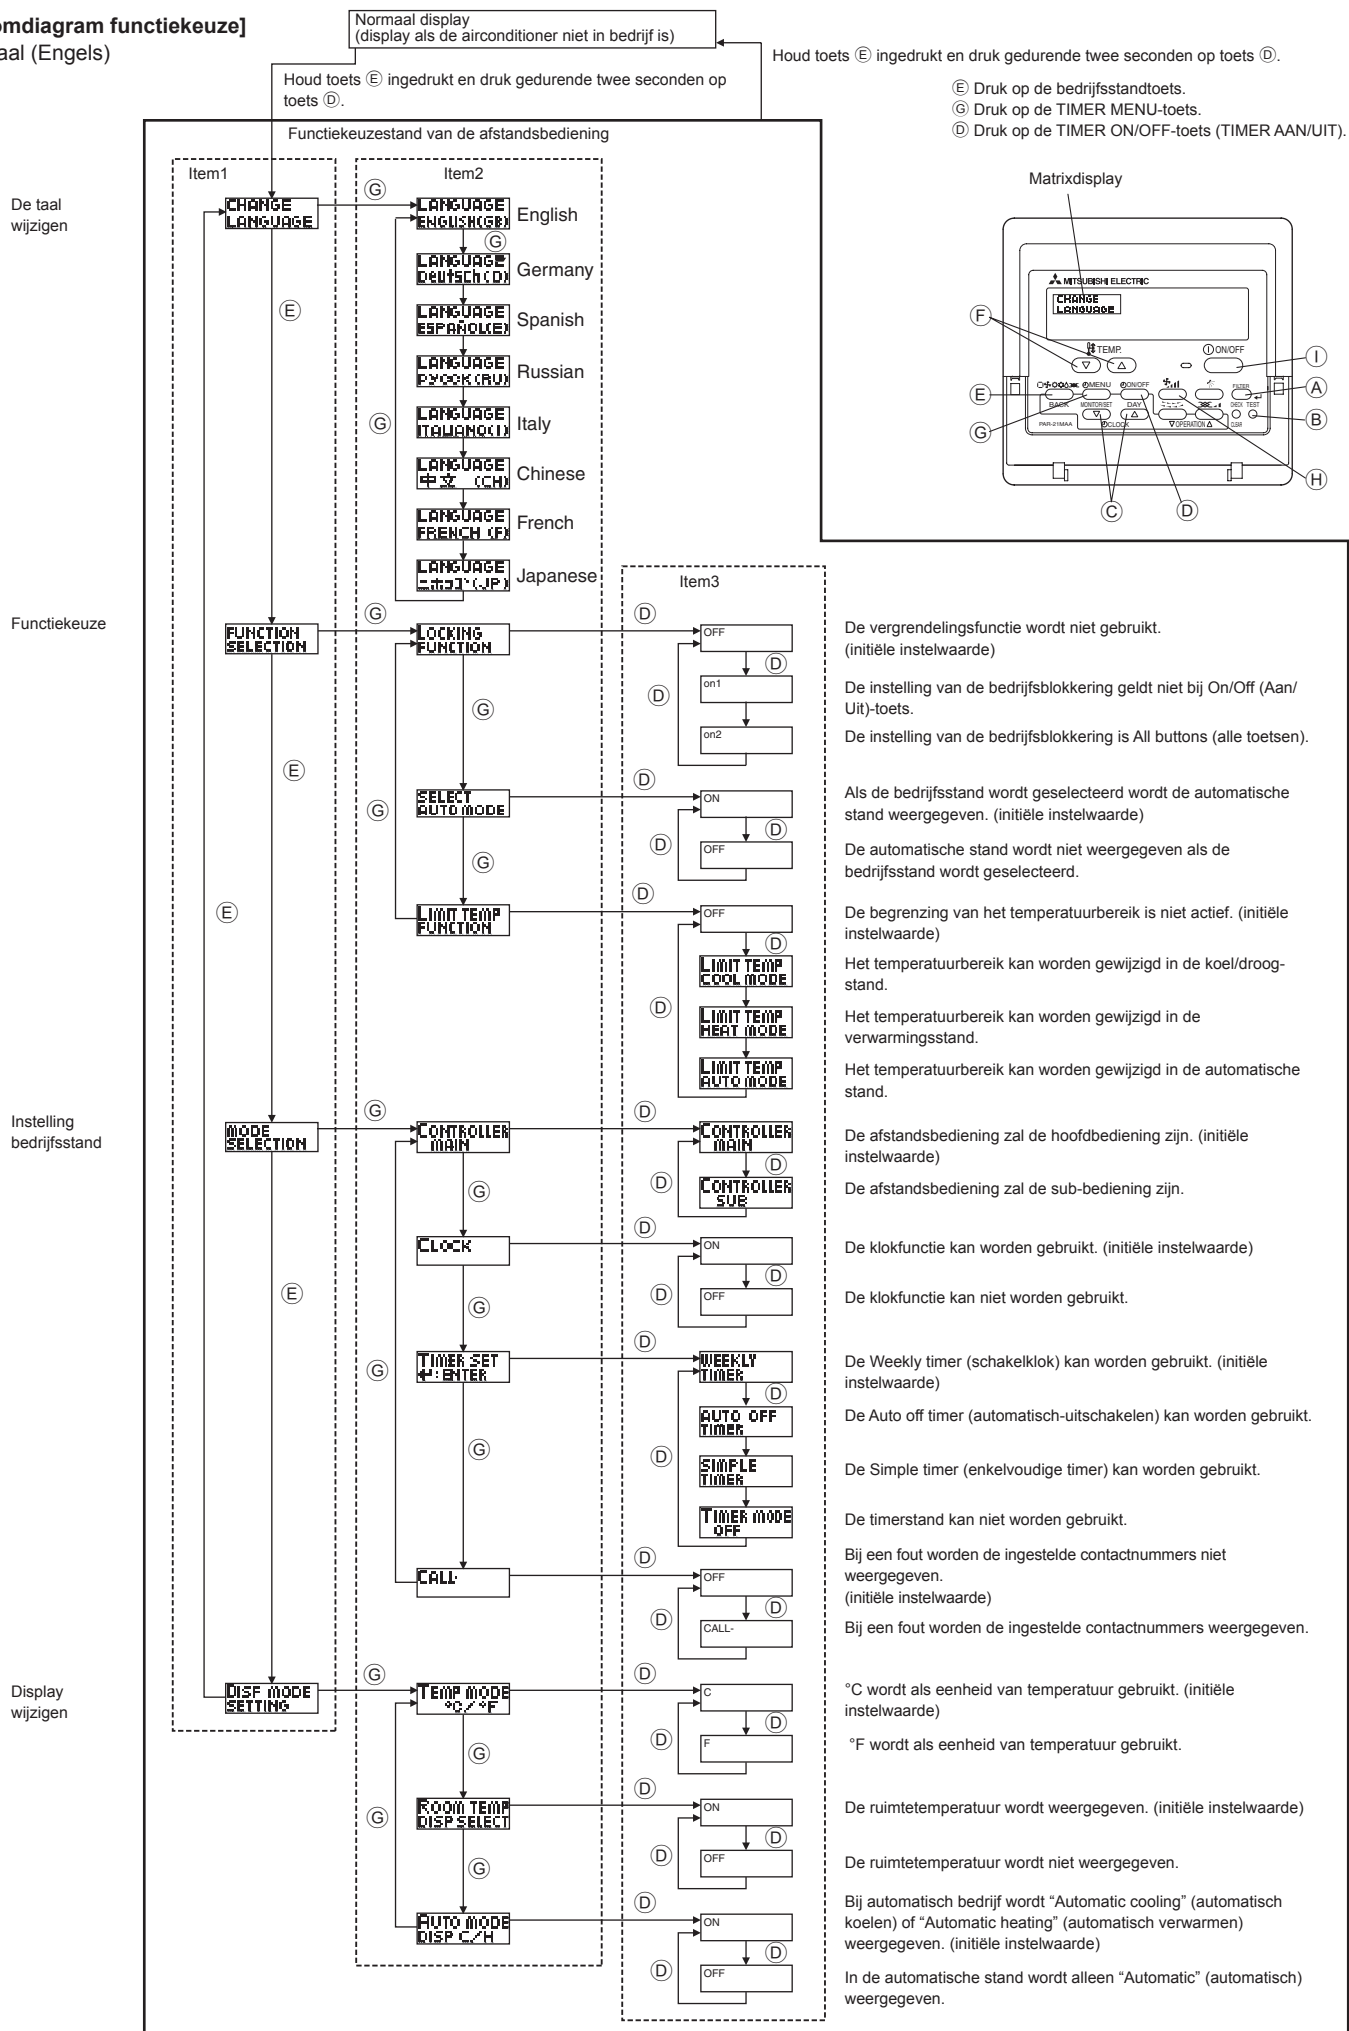 omdiagram functiekeuze]
aal (Engels)
Normaal display
(display als de airconditioner niet in bedrijf is)
Houd toets Ⓔ ingedrukt en druk gedurende twee seconden op
toets Ⓓ.
Houd toets Ⓔ ingedrukt en druk gedurende twee seconden op toets Ⓓ.
Ⓔ Druk op de bedrijfsstandtoets.
Ⓖ Druk op de TIMER MENU-toets.
Ⓓ Druk op de TIMER ON/OFF-toets (TIMER AAN/UIT).
Functiekeuzestand van de afstandsbediening
Matrixdisplay
MITSUBISHI ELECTRIC
CHANGE
LANGUAGE
Ⓕ
TEMP.
ON/OFF
Ⓘ
Ⓔ
MENU
ON/OFF
FILTER
Ⓐ
BACK
MONITOR/SET
DAY
CHECK TEST
Ⓑ
Ⓖ
PAR-21MAA
CLOCK
OPERATION
CLEAR
Ⓗ
Ⓒ
Ⓓ
Item1
Item2
De taal
wijzigen
CHANGE
LANGUAGE
Ⓖ
LANGUAGE
ENGLISH(GB)
English
Ⓖ
LANGUAGE
Deutsch(D)
Germany
Ⓔ
LANGUAGE
ESPAÑOL(E)
Spanish
LANGUAGE
РУССК(RU)
Russian
Ⓖ
LANGUAGE
ITALIANO(I)
Italy
LANGUAGE
中文 (CH)
Chinese
LANGUAGE
FRENCH (F)
French
LANGUAGE
ニホンゴ(JP)
Japanese
Item3
Functiekeuze
FUNCTION
SELECTION
Ⓖ
LOCKING
FUNCTION
Ⓓ
OFF
De vergrendelingsfunctie wordt niet gebruikt.
(initiële instelwaarde)
Ⓓ
Ⓓ
on1
De instelling van de bedrijfsblokkering geldt niet bij On/Off (Aan/
Uit)-toets.
Ⓖ
on2
De instelling van de bedrijfsblokkering is All buttons (alle toetsen).
Ⓔ
Ⓖ
SELECT
AUTO MODE
Ⓓ
ON
Als de bedrijfsstand wordt geselecteerd wordt de automatische
stand weergegeven. (initiële instelwaarde)
Ⓓ
Ⓓ
OFF
De automatische stand wordt niet weergegeven als de
bedrijfsstand wordt geselecteerd.
Ⓖ
Ⓔ
LIMIT TEMP
FUNCTION
Ⓓ
OFF
De begrenzing van het temperatuurbereik is niet actief. (initiële
instelwaarde)
Ⓓ
LIMIT TEMP
COOL MODE
Het temperatuurbereik kan worden gewijzigd in de koel/droog-
stand.
Ⓓ
LIMIT TEMP
HEAT MODE
Het temperatuurbereik kan worden gewijzigd in de
verwarmingsstand.
LIMIT TEMP
AUTO MODE
Het temperatuurbereik kan worden gewijzigd in de automatische
stand.
Instelling
bedrijfsstand
MODE
SELECTION
Ⓖ
CONTROLLER
MAIN
Ⓓ
CONTROLLER
MAIN
De afstandsbediening zal de hoofdbediening zijn. (initiële
instelwaarde)
Ⓓ
Ⓓ
CONTROLLER
SUB
De afstandsbediening zal de sub-bediening zijn.
Ⓖ
CLOCK
Ⓓ
ON
De klokfunctie kan worden gebruikt. (initiële instelwaarde)
Ⓓ
Ⓓ
OFF
De klokfunctie kan niet worden gebruikt.
Ⓔ
Ⓖ
Ⓖ
TIMER SET
↵: ENTER
Ⓓ
WEEKLY
TIMER
De Weekly timer (schakelklok) kan worden gebruikt. (initiële
instelwaarde)
Ⓓ
AUTO OFF
TIMER
De Auto off timer (automatisch-uitschakelen) kan worden gebruikt.
Ⓖ
Ⓓ
SIMPLE
TIMER
De Simple timer (enkelvoudige timer) kan worden gebruikt.
TIMER MODE
OFF
De timerstand kan niet worden gebruikt.
CALL-
Ⓓ
OFF
Bij een fout worden de ingestelde contactnummers niet
weergegeven.
(initiële instelwaarde)
Ⓓ
Ⓓ
CALL-
Bij een fout worden de ingestelde contactnummers weergegeven.
Display
wijzigen
DISP MODE
SETTING
Ⓖ
TEMP MODE
°C/°F
Ⓓ
C
°C wordt als eenheid van temperatuur gebruikt. (initiële
instelwaarde)
Ⓓ
Ⓓ
F
°F wordt als eenheid van temperatuur gebruikt.
Ⓖ
Ⓖ
ROOM TEMP
DISP SELECT
Ⓓ
ON
De ruimtetemperatuur wordt weergegeven. (initiële instelwaarde)
Ⓓ
Ⓓ
OFF
De ruimtetemperatuur wordt niet weergegeven.
Ⓖ
AUTO MODE
DISP C/H
Ⓓ
ON
Bij automatisch bedrijf wordt “Automatic cooling” (automatisch
koelen) of “Automatic heating” (automatisch verwarmen)
weergegeven. (initiële instelwaarde)
Ⓓ
Ⓓ
OFF
In de automatische stand wordt alleen “Automatic” (automatisch)
weergegeven.